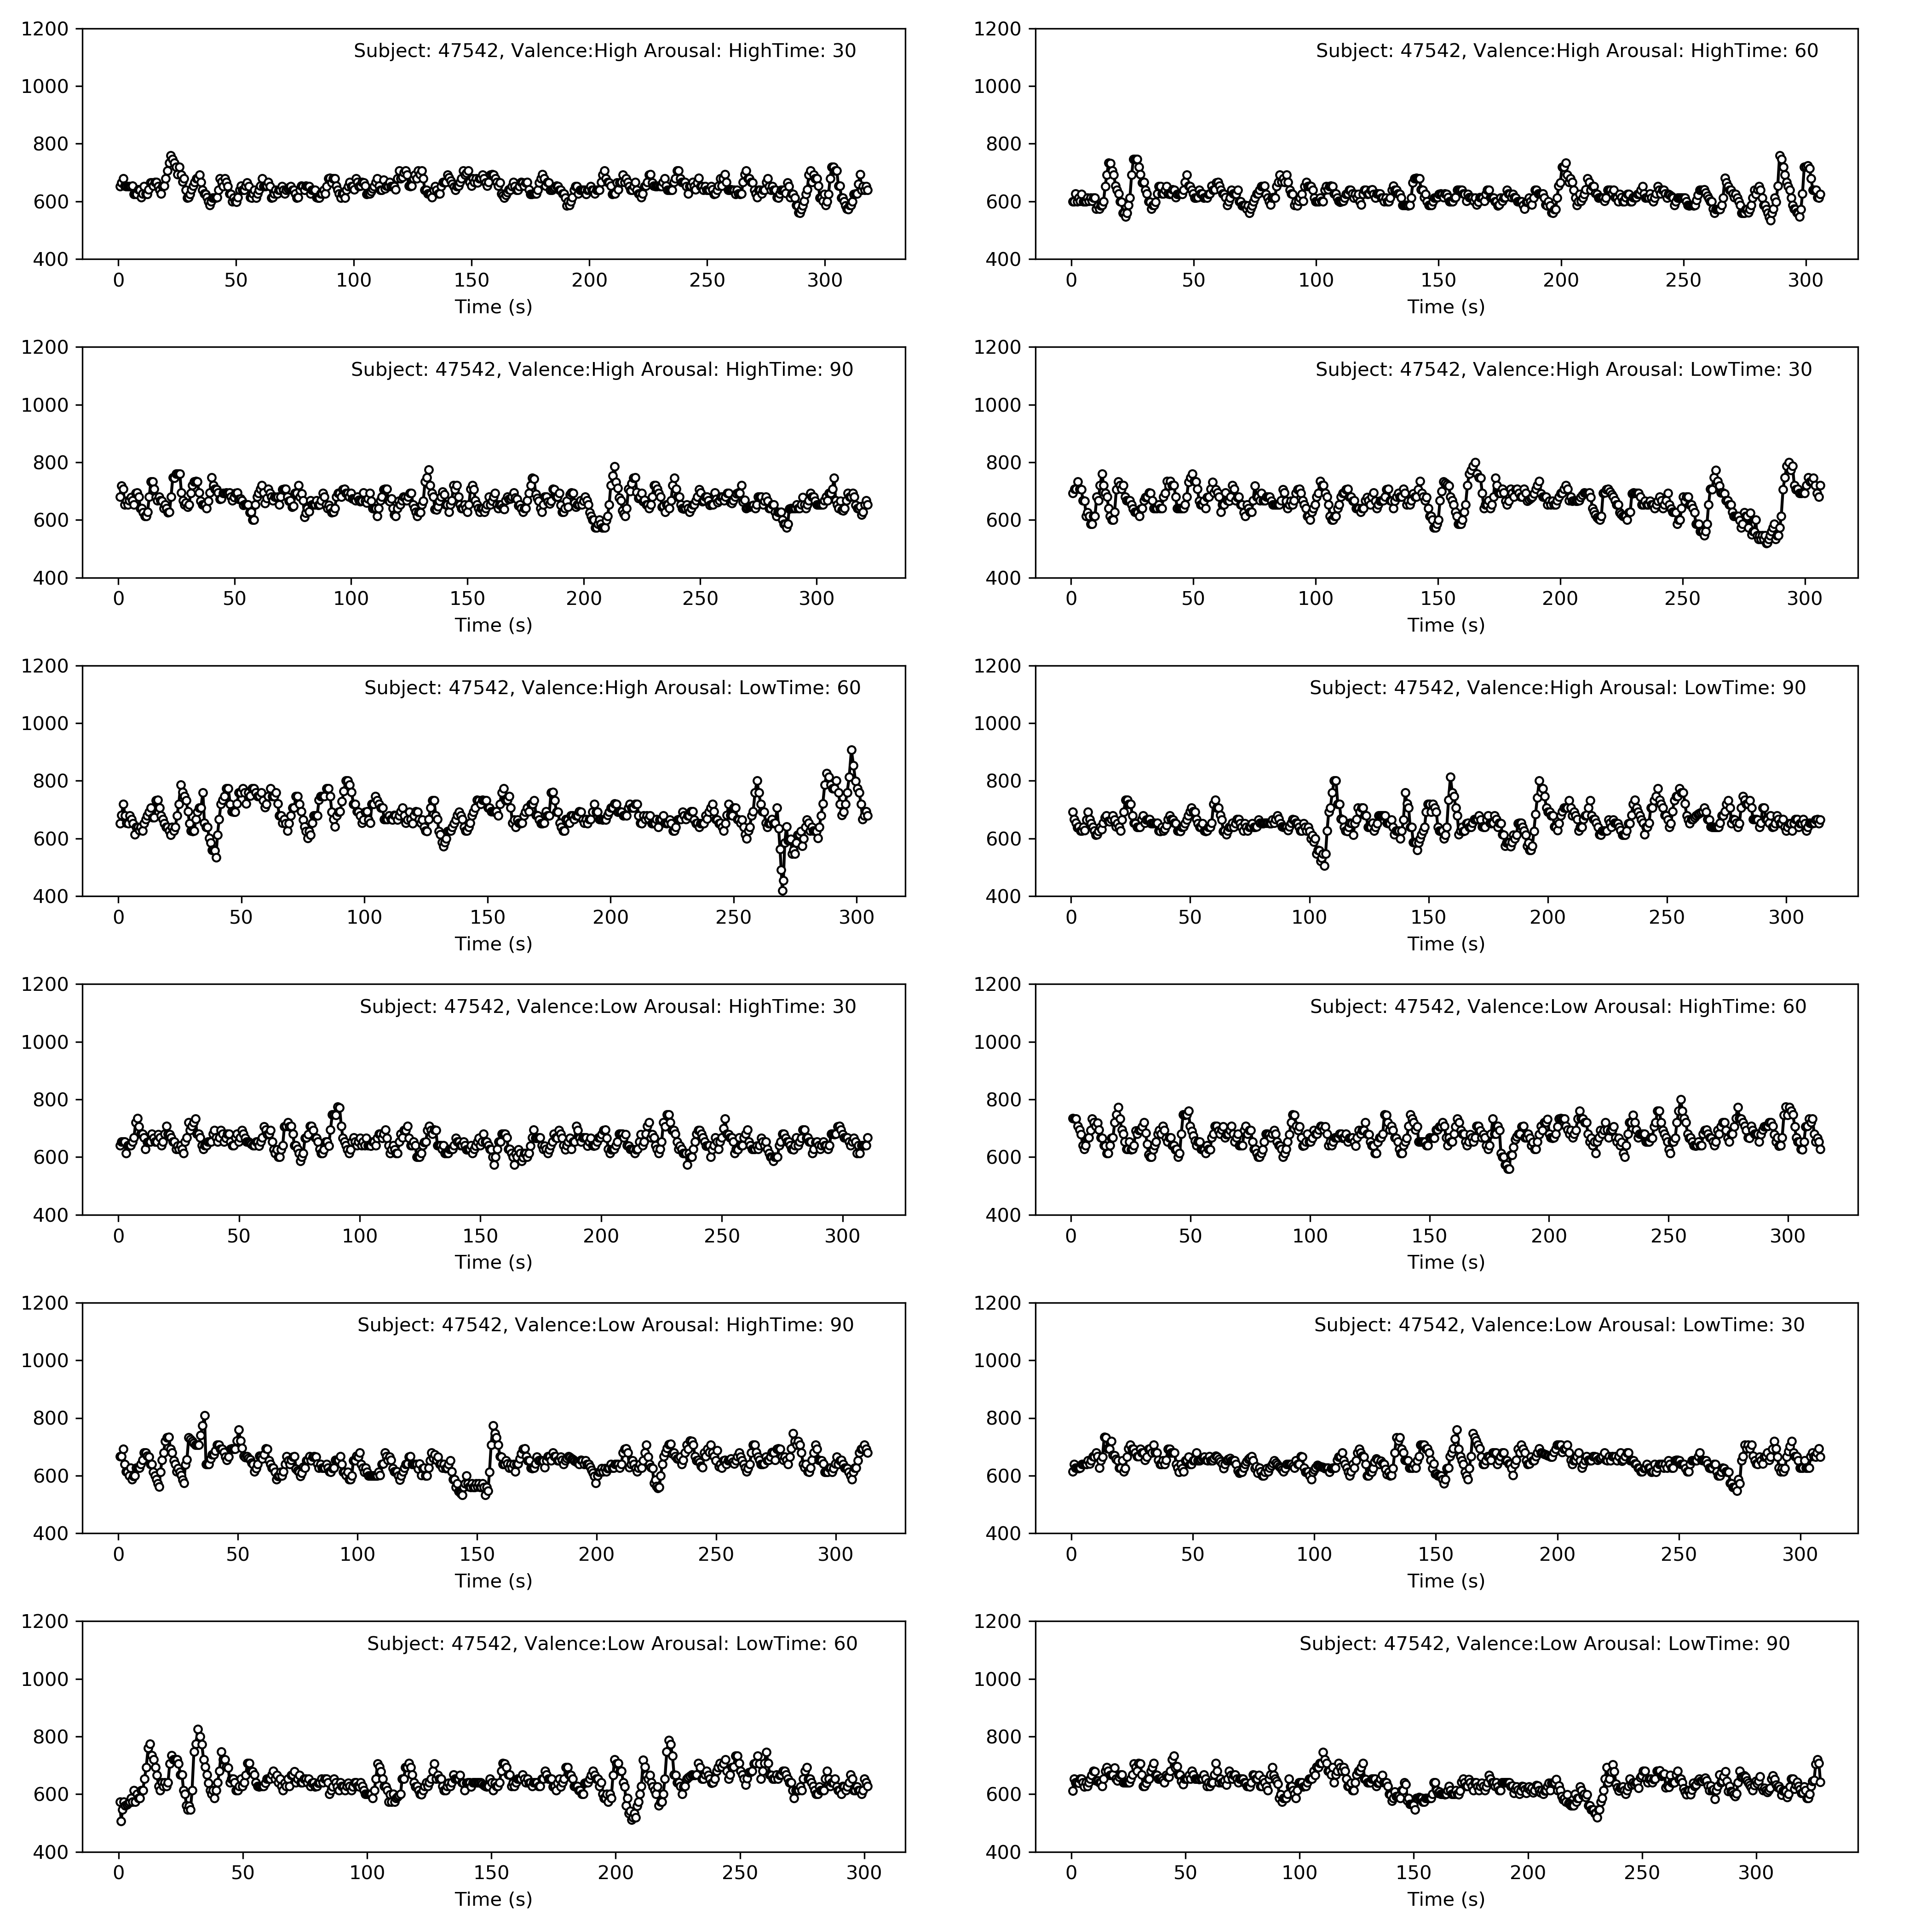 Subject: 47542, Valence:High Arousal: HighTime: 30
1200
1000
800
600
400
0 50 100 150 200 250 300
Time (s)
Subject: 47542, Valence:High Arousal: HighTime: 60
1200
1000
800
600
400
0 50 100 150 200 250 300
Time (s)
Subject: 47542, Valence:High Arousal: HighTime: 90
1200
1000
800
600
400
0 50 100 150 200 250 300
Time (s)
Subject: 47542, Valence:High Arousal: LowTime: 30
1200
1000
800
600
400
0 50 100 150 200 250 300
Time (s)
Subject: 47542, Valence:High Arousal: LowTime: 60
1200
1000
800
600
400
0 50 100 150 200 250 300
Time (s)
Subject: 47542, Valence:High Arousal: LowTime: 90
1200
1000
800
600
400
0 50 100 150 200 250 300
Time (s)
Subject: 47542, Valence:Low Arousal: HighTime: 30
1200
1000
800
600
400
0 50 100 150 200 250 300
Time (s)
Subject: 47542, Valence:Low Arousal: HighTime: 60
1200
1000
800
600
400
0 50 100 150 200 250 300
Time (s)
Subject: 47542, Valence:Low Arousal: HighTime: 90
1200
1000
800
600
400
0 50 100 150 200 250 300
Time (s)
Subject: 47542, Valence:Low Arousal: LowTime: 30
1200
1000
800
600
400
0 50 100 150 200 250 300
Time (s)
Subject: 47542, Valence:Low Arousal: LowTime: 60
1200
1000
800
600
400
0 50 100 150 200 250 300
Time (s)
Subject: 47542, Valence:Low Arousal: LowTime: 90
1200
1000
800
600
400
0 50 100 150 200 250 300
Time (s)